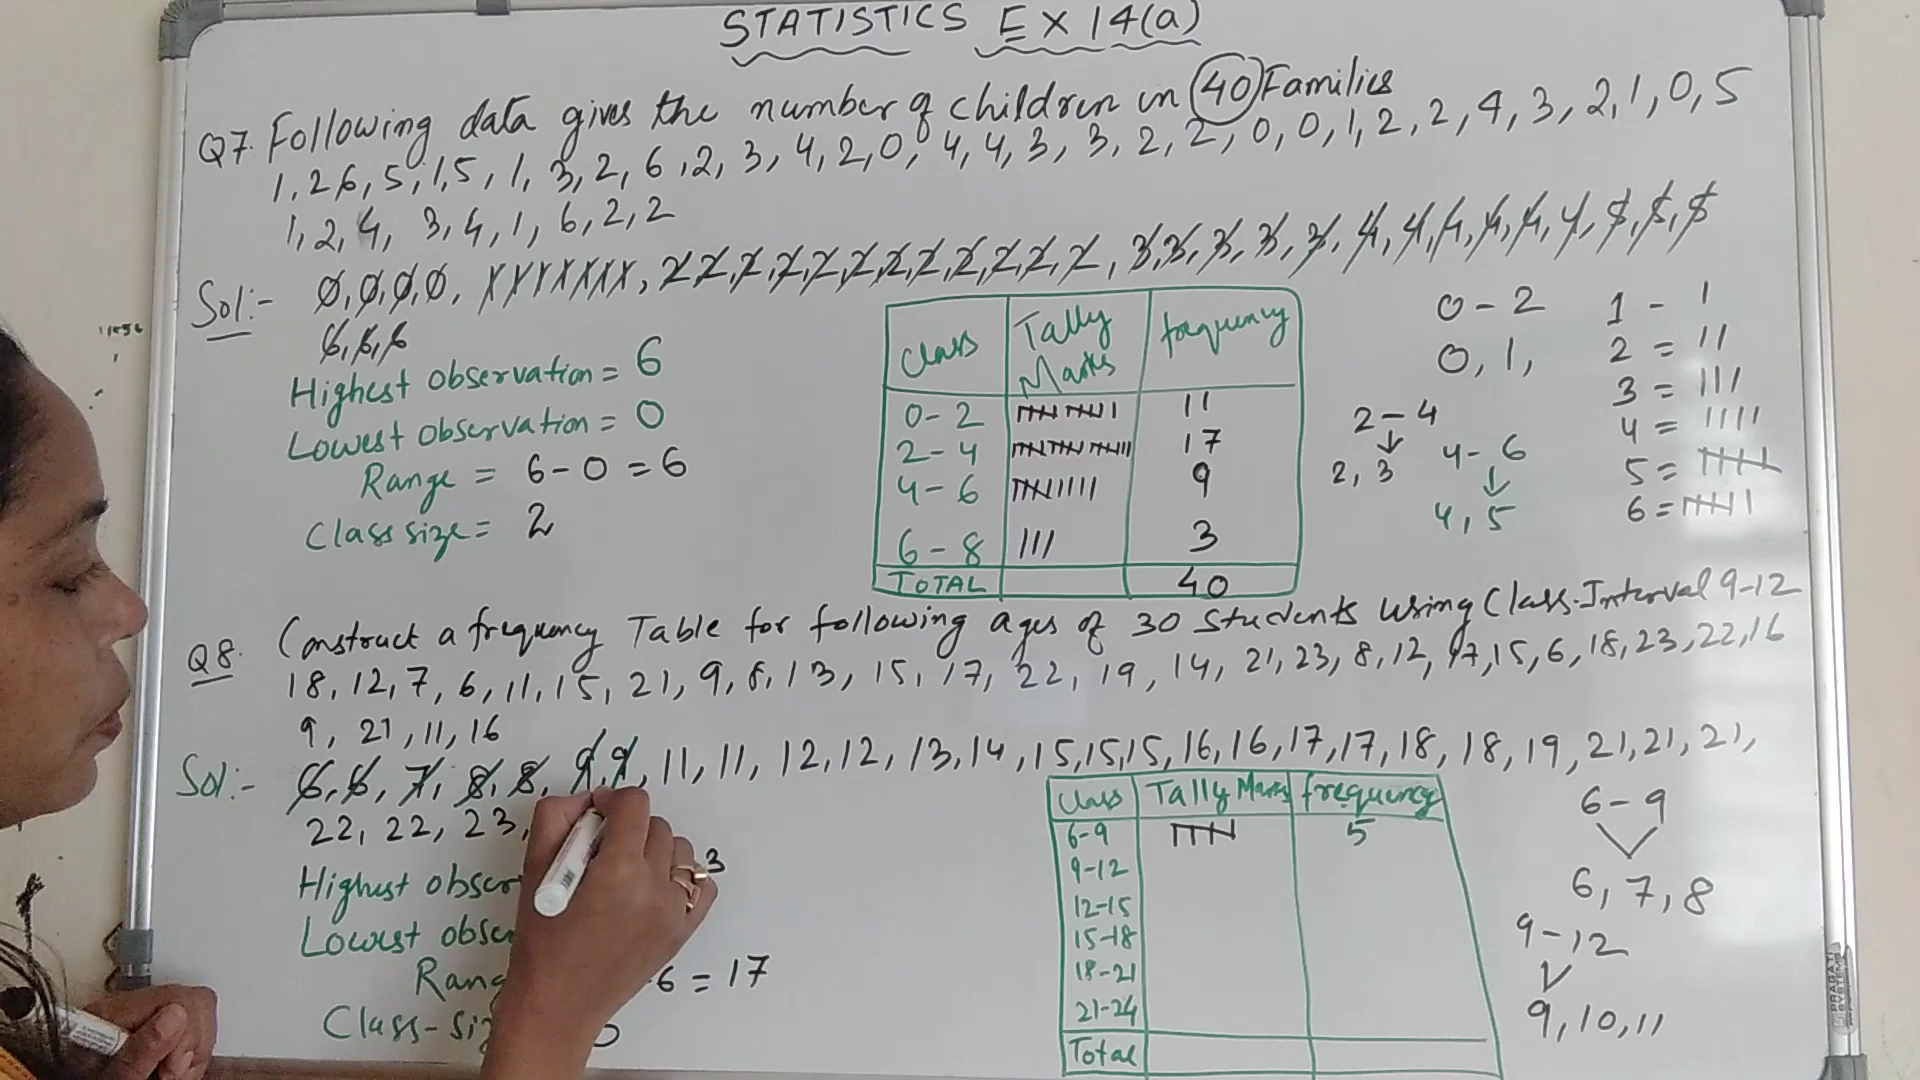 STATISTICS EX 14(a)
Q7. Following data gives the number of children in 40 Families
1, 2 6, 5, 1, 5, 1, 3, 2, 6, 2, 3, 4, 2, 0, 4, 4, 3, 3, 2, 2, 0, 0, 1, 2, 2, 4, 3, 2, 1, 0, 5
1, 2, 4, 3, 4, 1, 6, 2, 2
Sol:- 0, 0, 0, 0, 1 1 1 1 1 1 1, 2 2, 2, 2, 2, 2, 2, 2, 2, 2, 2, 2, 3, 3, 3, 3, 3, 4, 4, 4, 4, 4, 4, 5, 5, 5
6, 6, 6
Highest observation = 6
Lowest observation = 0
Range = 6 - 0 = 6
Class size = 2
Class Tally Marks frequency
0 - 2 11
2 - 4 17
4 - 6 9
6 - 8 III 3
TOTAL 40
0 - 2
0, 1,
2 - 4
2, 3
4 - 6
4, 5
1 - I
2 = II
3 = III
4 = IIII
5 =
6 =
Q8. Construct a frequency Table for following ages of 30 Students using Class-Interval 9-12
18, 12, 7, 6, 11, 15, 21, 9, 8, 13, 15, 17, 22, 19, 14, 21, 23, 8, 12, 17, 15, 6, 18, 23, 22, 16
9, 21, 11, 16
Sol:- 6, 6, 7, 8, 8, 9, 9, 11, 11, 12, 12, 13, 14, 15, 15, 15, 16, 16, 17, 17, 18, 18, 19, 21, 21, 21,
22, 22, 23,
Highest obser 3
Lowest obse
Rang 6 = 17
Class-si
Class Tally Marks frequency
6-9 5
9-12
12-15
15-18
18-21
21-24
Total
6 - 9
6, 7, 8
9 - 12
9, 10, 11
PRAGATI SYSTEMS